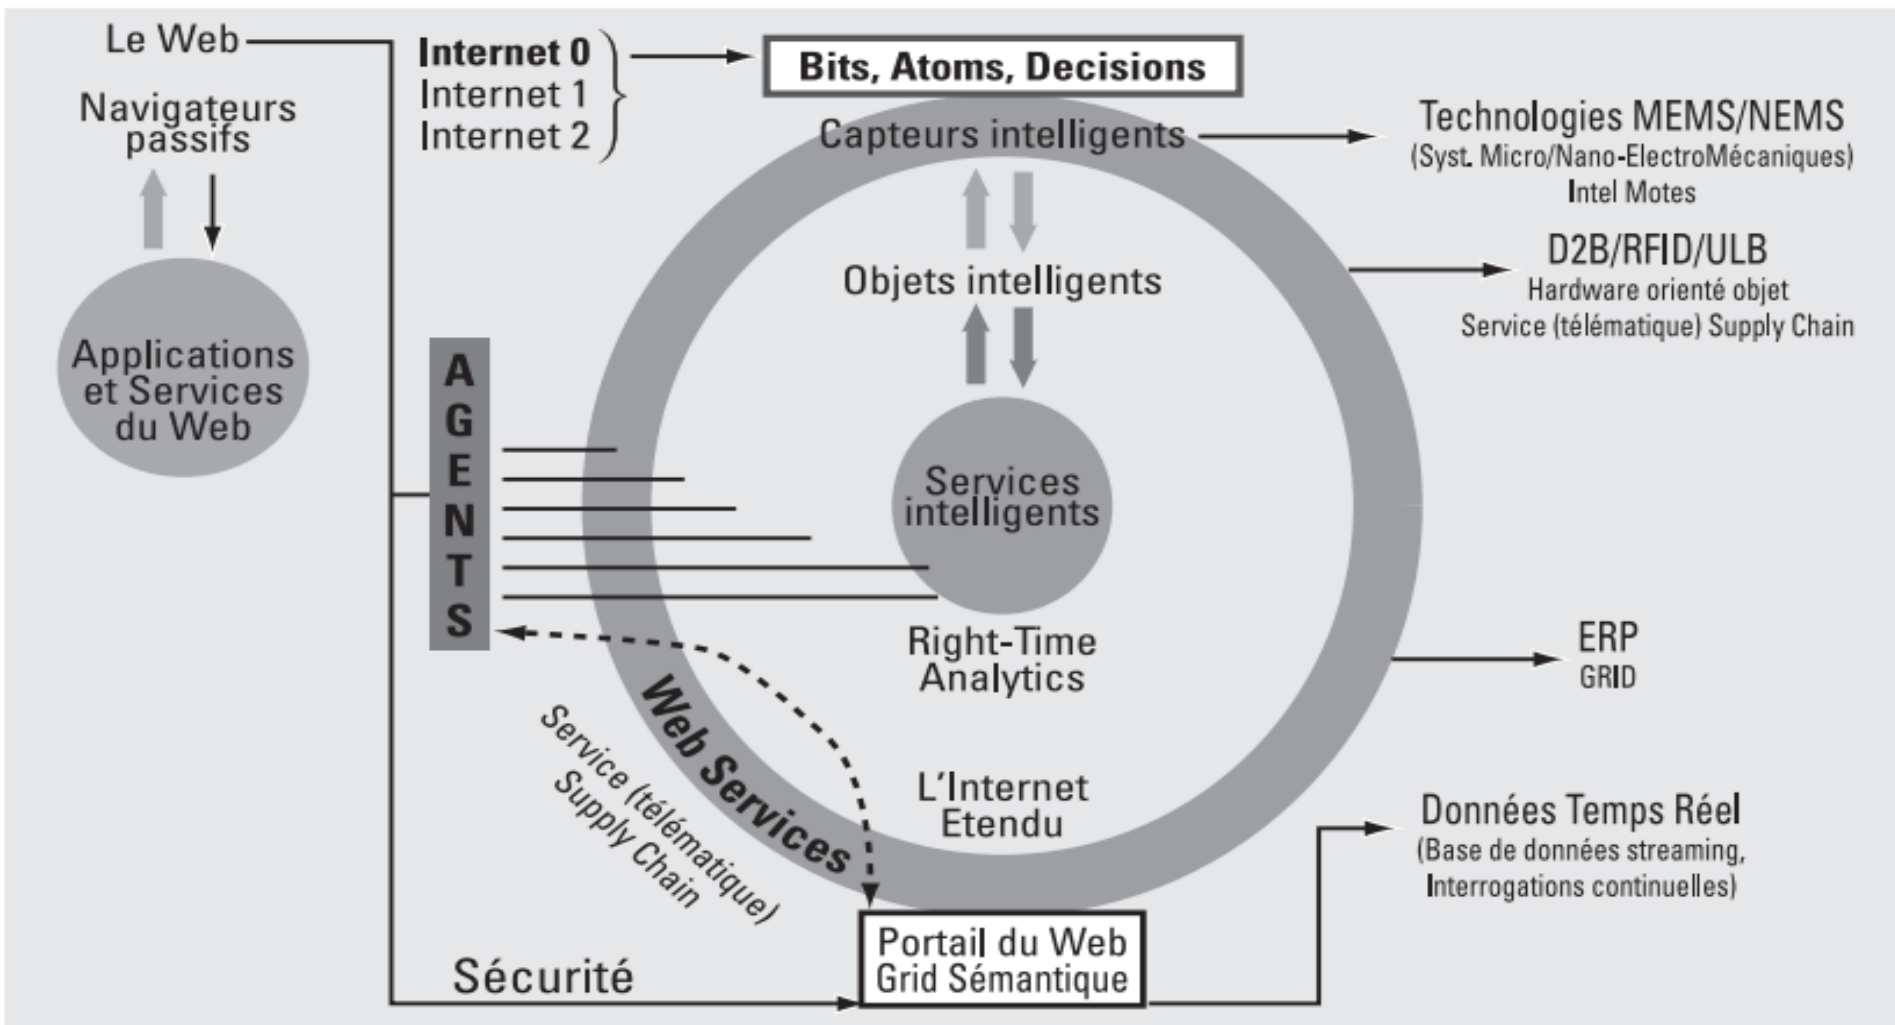 Le Web
Navigateurs
passifs
Applications
et Services
du Web
Internet 0
Internet 1
Internet 2
Bits, Atoms, Decisions
Capteurs intelligents
Objets intelligents
Services
intelligents
Right-Time
Analytics
L'Internet
Etendu
AGENTS
Web Services
Service (télématique)
Supply Chain
Sécurité
Portail du Web
Grid Sémantique
Technologies MEMS/NEMS
(Syst. Micro/Nano-ElectroMécaniques)
Intel Motes
D2B/RFID/ULB
Hardware orienté objet
Service (télématique) Supply Chain
ERP
GRID
Données Temps Réel
(Base de données streaming,
Interrogations continuelles)